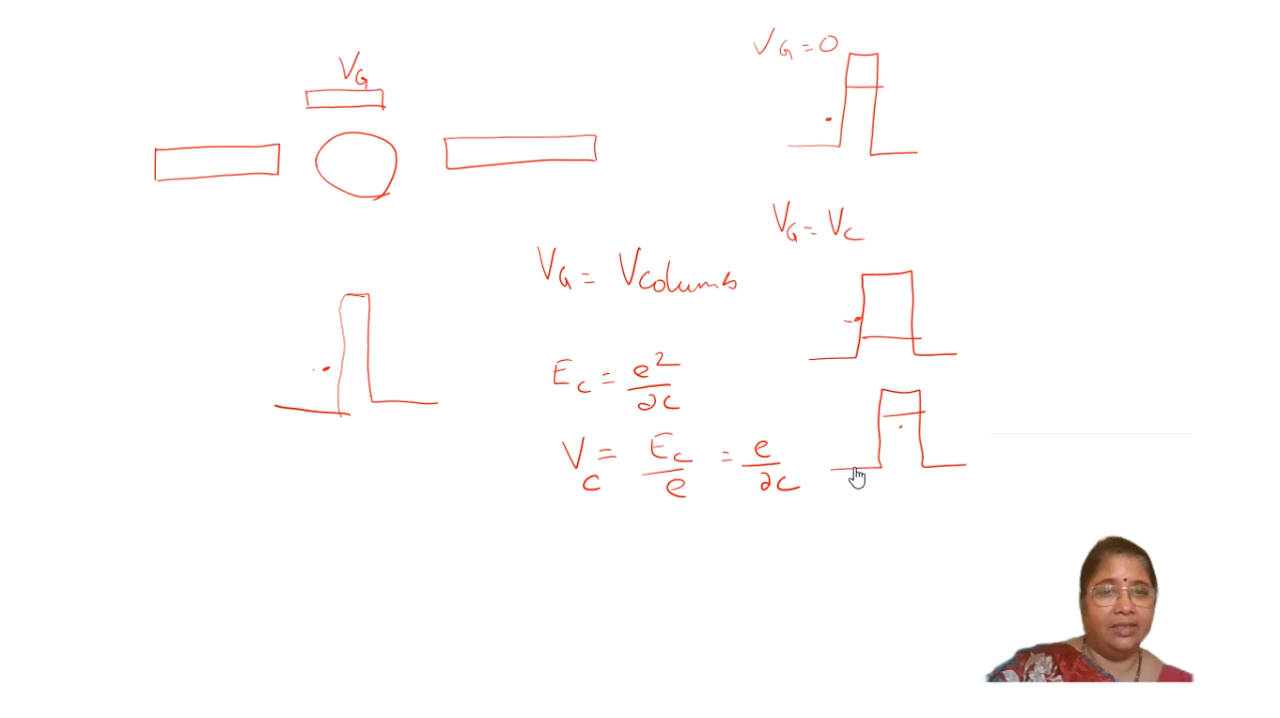 V_G
V_G = 0
V_G = V_C
V_G = V_Columb
E_C = e²/2C
V_C = E_C/e = e/2C